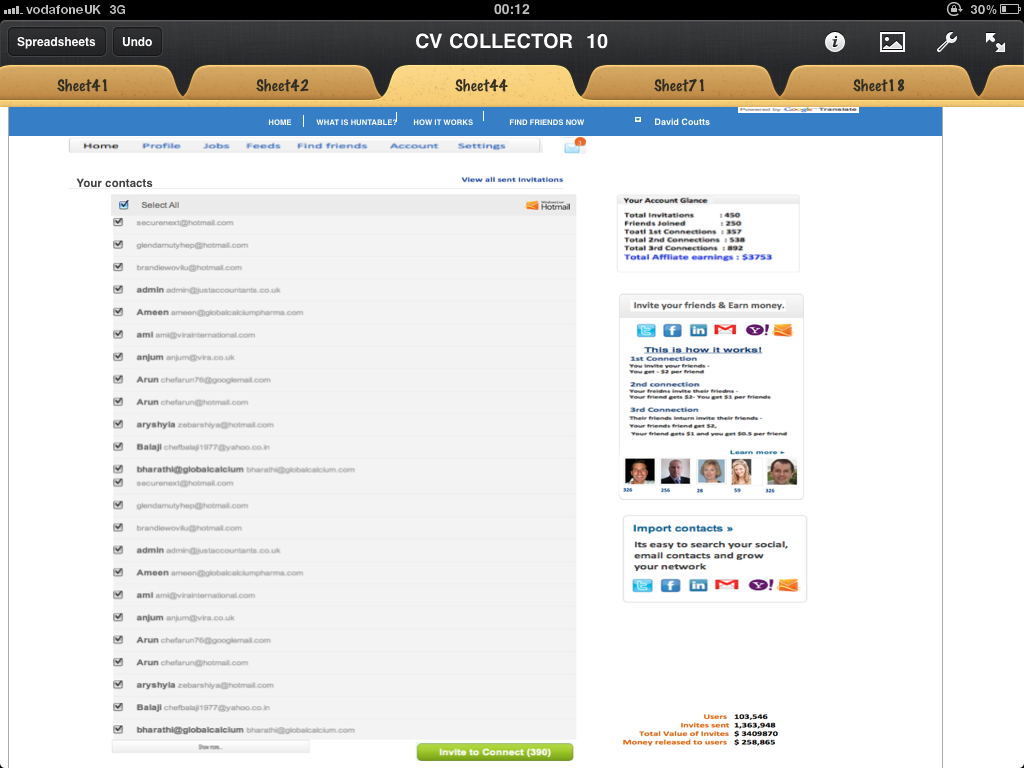 vodafone UK 3G 00:12 30%
Spreadsheets Undo CV COLLECTOR 10
Sheet41 Sheet42 Sheet44 Sheet71 Sheet18
Powered by Google Translate
HOME WHAT IS HUNTABLE? HOW IT WORKS FIND FRIENDS NOW David Coutts
Home Profile Jobs Feeds Find friends Account Settings
Your contacts View all sent Invitations
Select All Hotmail
securenext@hotmail.com
glendamutyhep@hotmail.com
brandiewovilu@hotmail.com
admin admin@justaccountants.co.uk
Ameen ameen@globalcalciumpharma.com
ami ami@virainternational.com
anjum anjum@vira.co.uk
Arun chefarun76@googlemail.com
Arun chefarun@hotmail.com
aryshyla zebarshiya@hotmail.com
Balaji chefbalaji1977@yahoo.co.in
bharathi@globalcalcium bharathi@globalcalcium.com
securenext@hotmail.com
glendamutyhep@hotmail.com
brandiewovilu@hotmail.com
admin admin@justaccountants.co.uk
Ameen ameen@globalcalciumpharma.com
ami ami@virainternational.com
anjum anjum@vira.co.uk
Arun chefarun76@googlemail.com
Arun chefarun@hotmail.com
aryshyla zebarshiya@hotmail.com
Balaji chefbalaji1977@yahoo.co.in
bharathi@globalcalcium bharathi@globalcalcium.com
Show more..
Invite to Connect (390)
Your Account Glance
Total Invitations : 450
Friends Joined : 250
Toatl 1st Connections : 357
Total 2nd Connections : 538
Total 3rd Connections : 892
Total Affliate earnings : $3753
Invite your friends & Earn money.
This is how it works!
1st Connection
You invite your friends -
You get - $2 per friend
2nd connection
Your freidns invite their friedns -
Your friend gets $2- You get $1 per friends
3rd Connection
Their friends inturn invite their friends -
Your friends friend get $2,
Your friend gets $1 and you get $0.5 per friend
Learn more
326 256 28 59 326
Import contacts »
Its easy to search your social,
email contacts and grow
your network
Users 103,546
Invites sent 1,363,948
Total Value of Invites $ 3409870
Money released to users $ 258,865